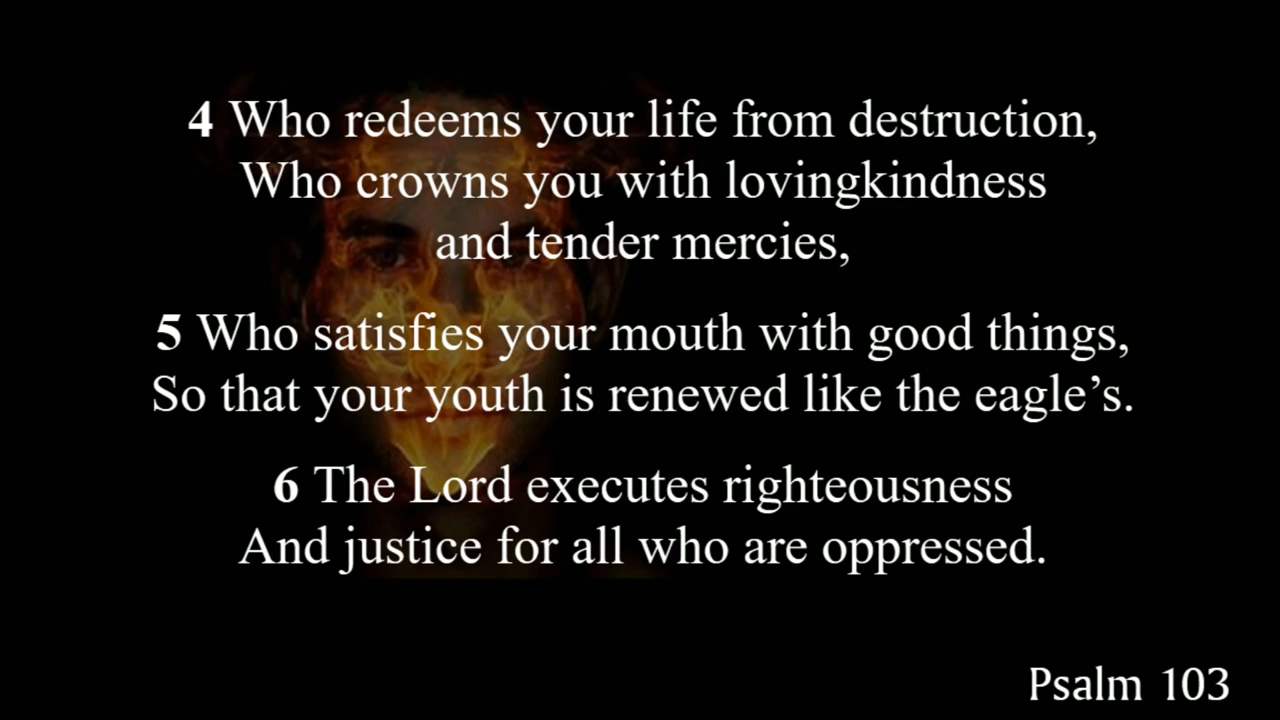 4 Who redeems your life from destruction,
Who crowns you with lovingkindness
and tender mercies,
5 Who satisfies your mouth with good things,
So that your youth is renewed like the eagle’s.
6 The Lord executes righteousness
And justice for all who are oppressed.
Psalm 103